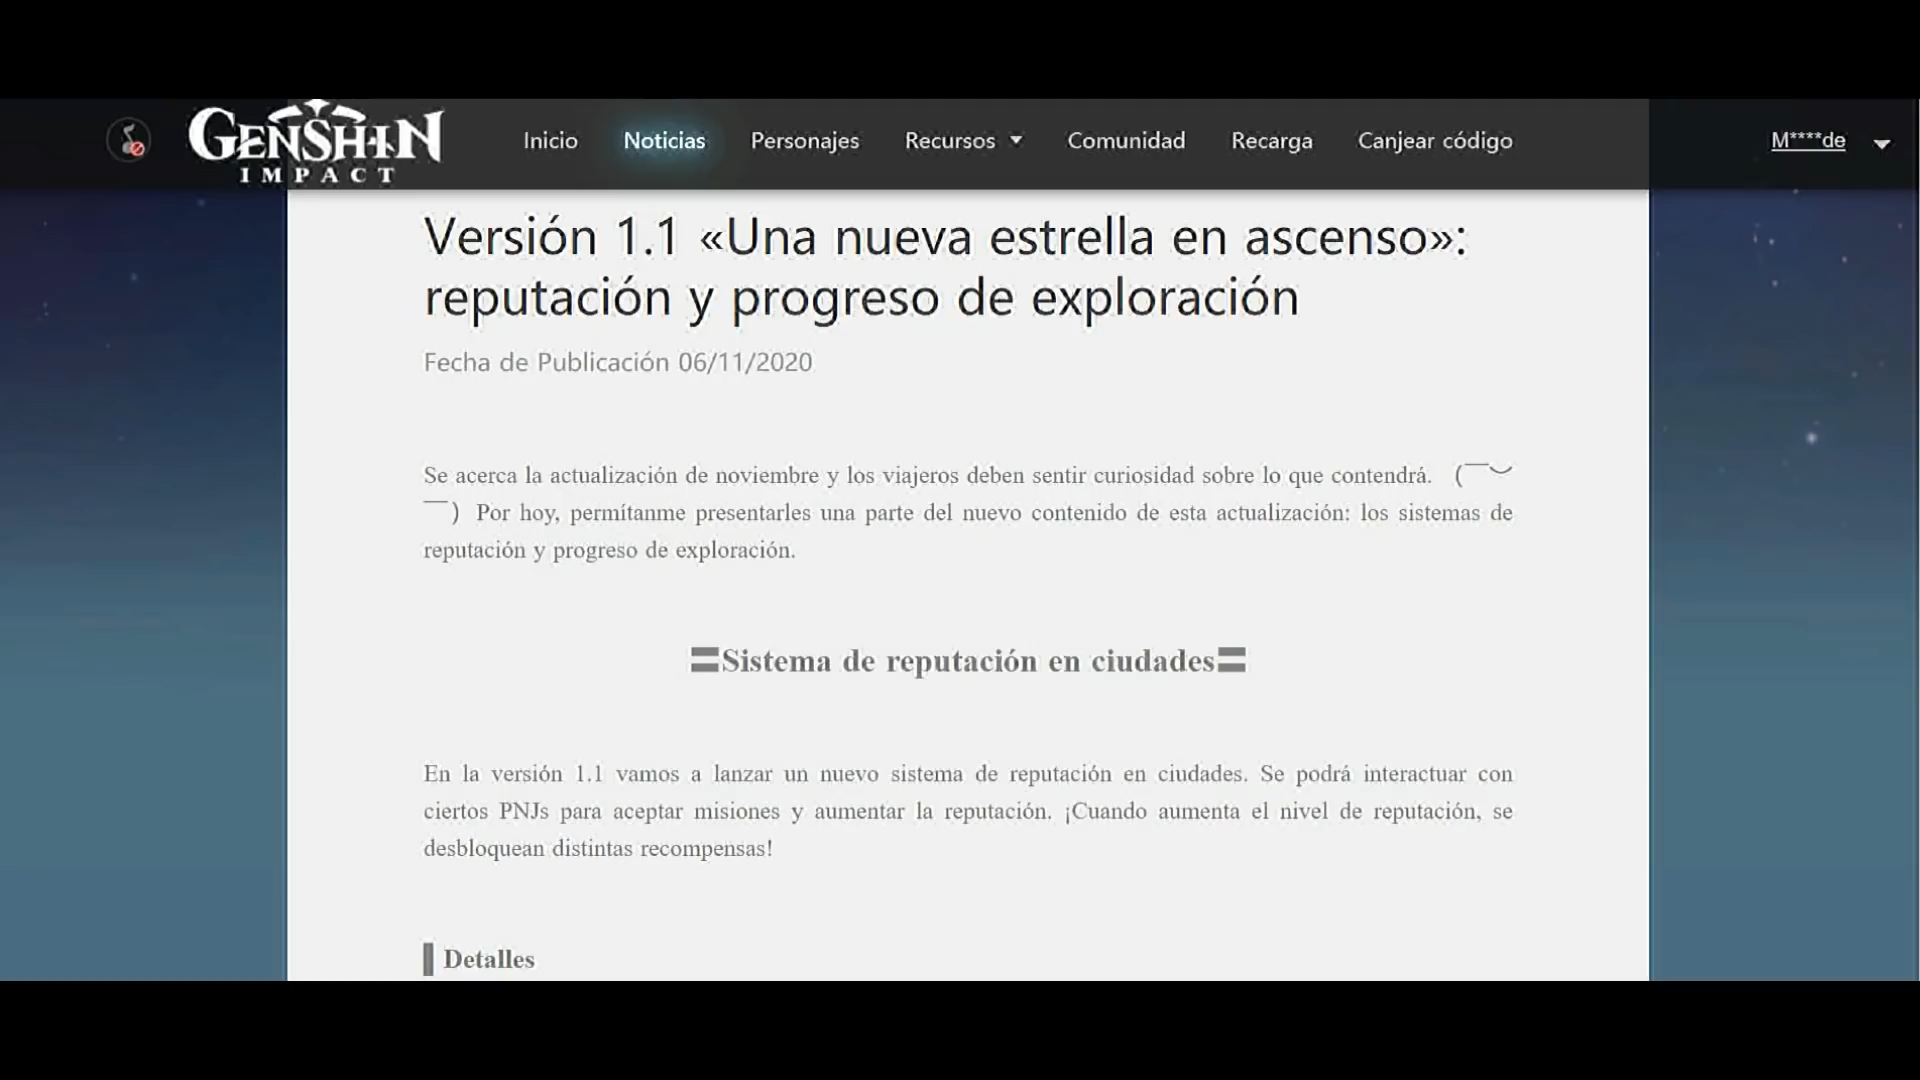 GENSHIN
IMPACT
Inicio
Noticias
Personajes
Recursos
Comunidad
Recarga
Canjear código
M****de
Versión 1.1 «Una nueva estrella en ascenso»:
reputación y progreso de exploración
Fecha de Publicación 06/11/2020
Se acerca la actualización de noviembre y los viajeros deben sentir curiosidad sobre lo que contendrá. (￣︶
￣) Por hoy, permítanme presentarles una parte del nuevo contenido de esta actualización: los sistemas de
reputación y progreso de exploración.
〓Sistema de reputación en ciudades〓
En la versión 1.1 vamos a lanzar un nuevo sistema de reputación en ciudades. Se podrá interactuar con
ciertos PNJs para aceptar misiones y aumentar la reputación. ¡Cuando aumenta el nivel de reputación, se
desbloquean distintas recompensas!
▌Detalles